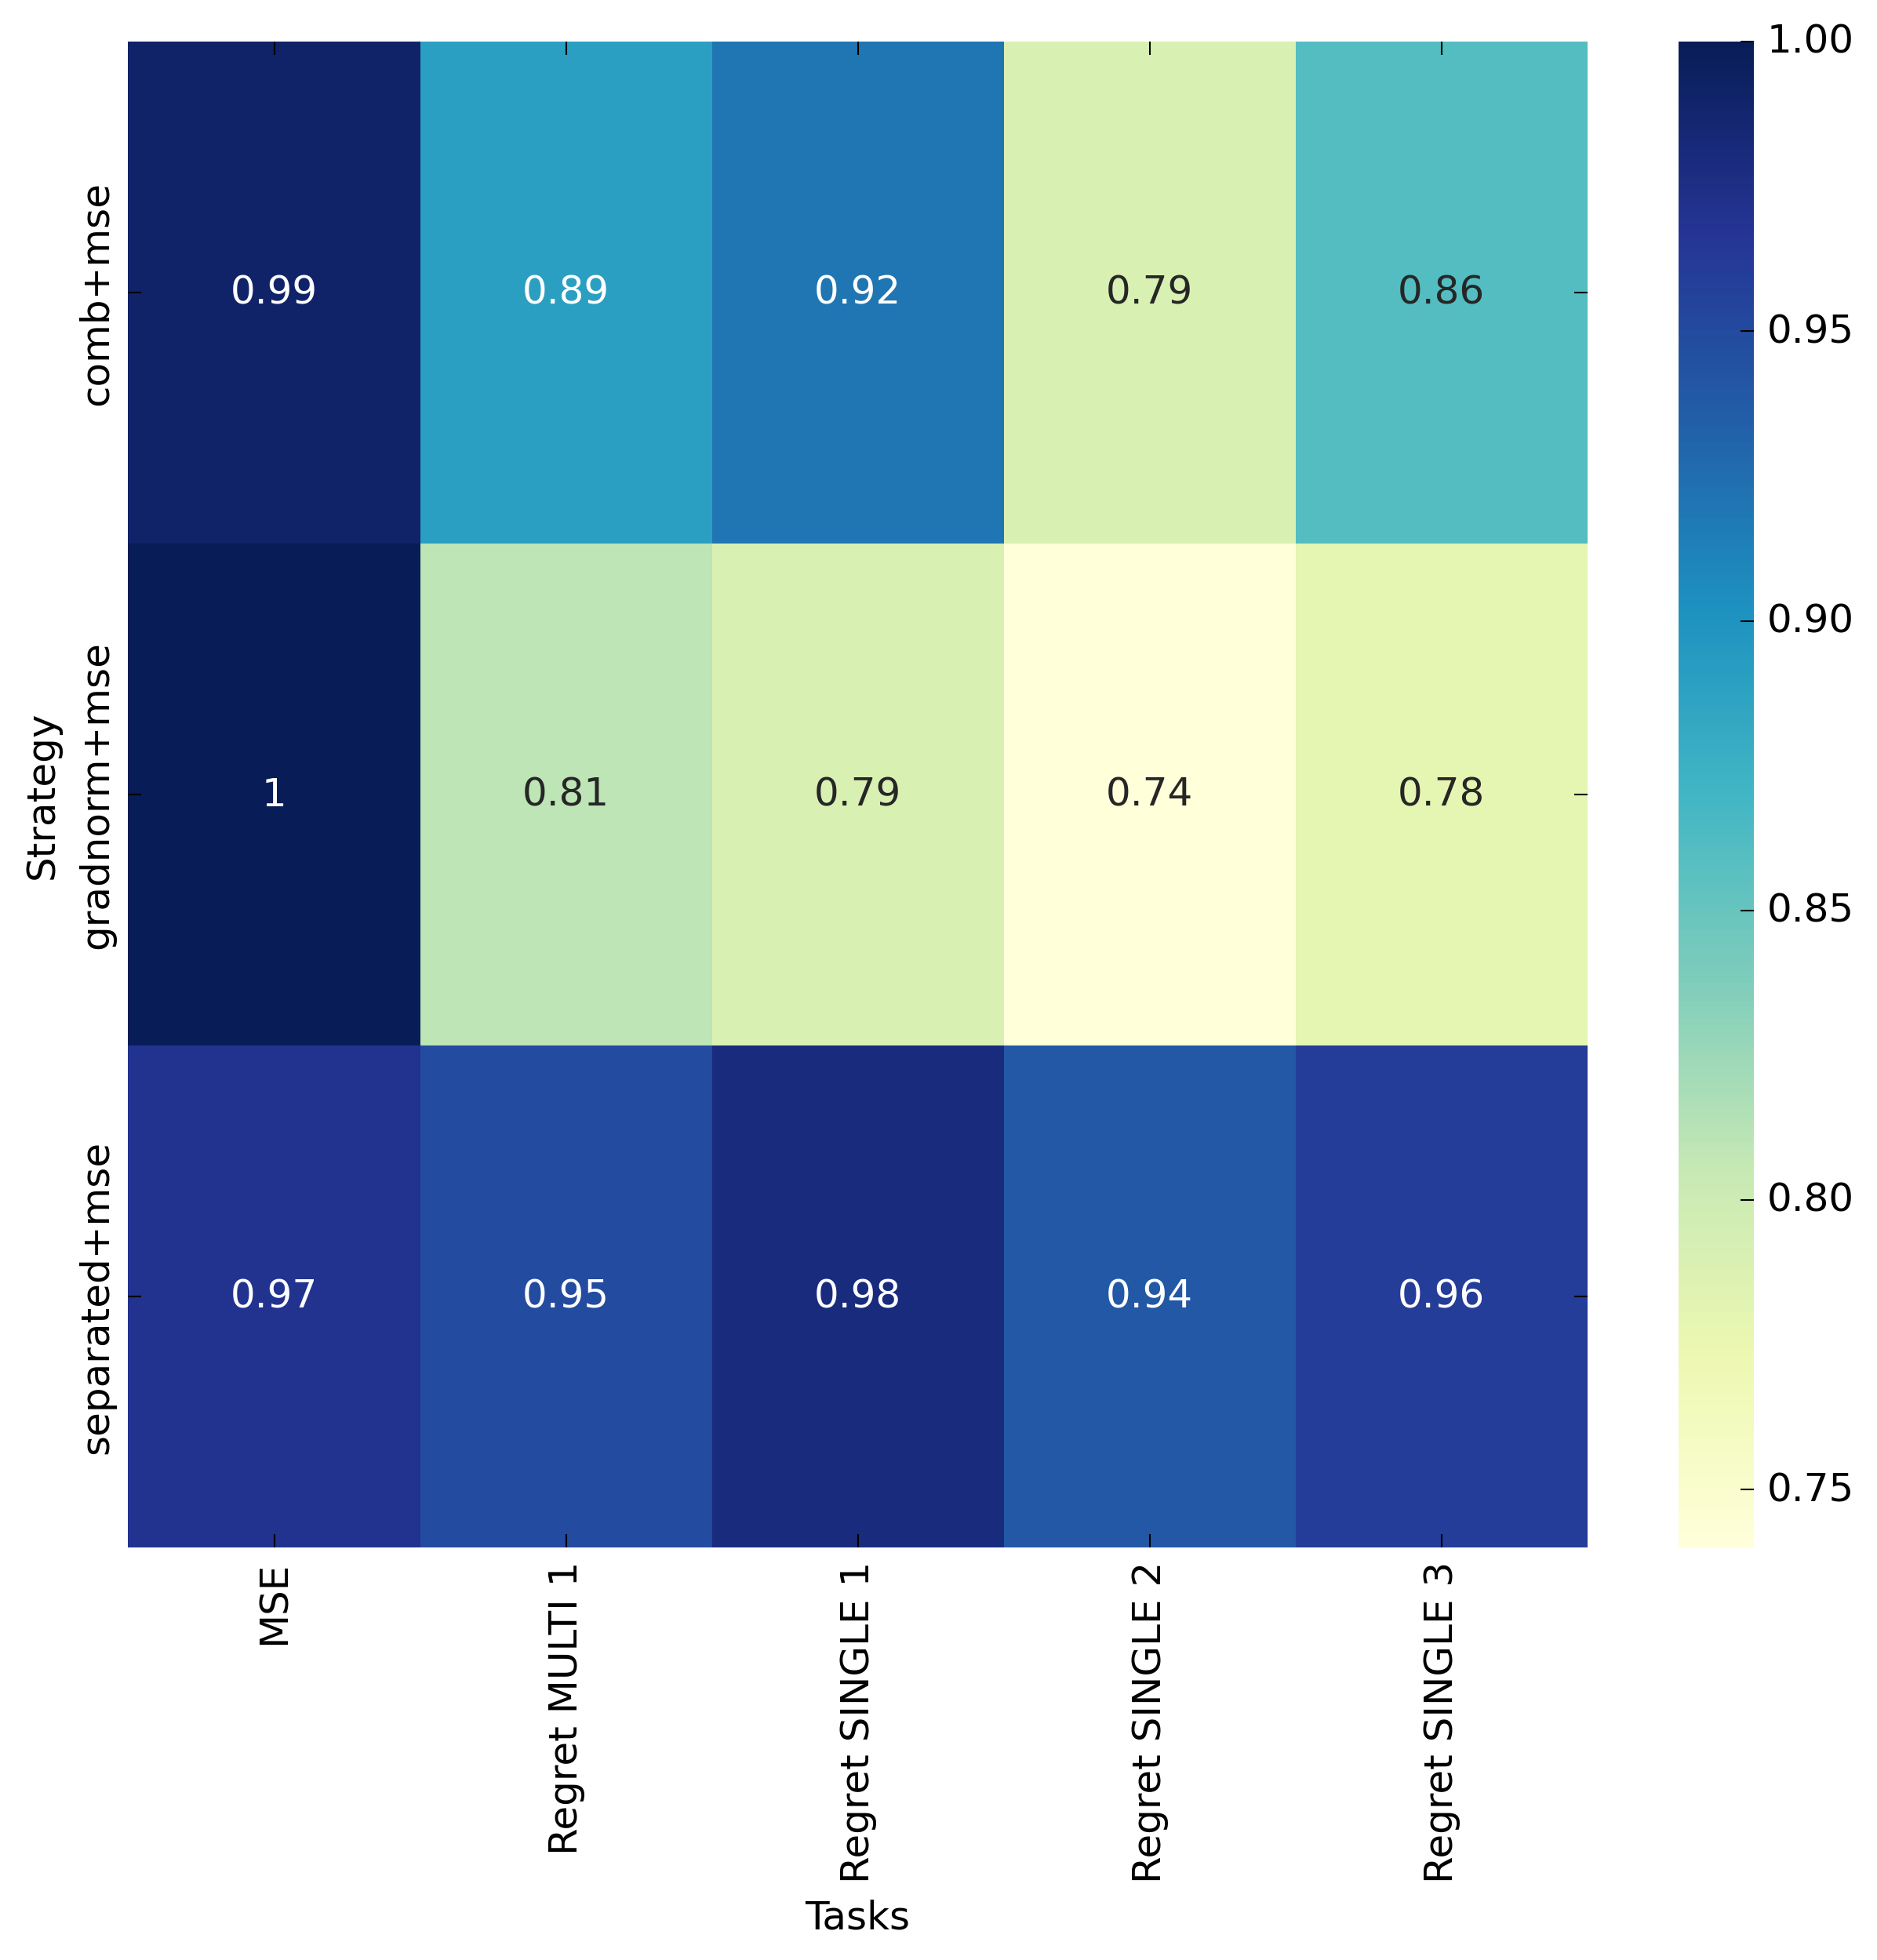 Strategy
comb+mse
gradnorm+mse
separated+mse
0.99 0.89 0.92 0.79 0.86
1 0.81 0.79 0.74 0.78
0.97 0.95 0.98 0.94 0.96
MSE
Regret MULTI 1
Regret SINGLE 1
Regret SINGLE 2
Regret SINGLE 3
Tasks
1.00
0.95
0.90
0.85
0.80
0.75